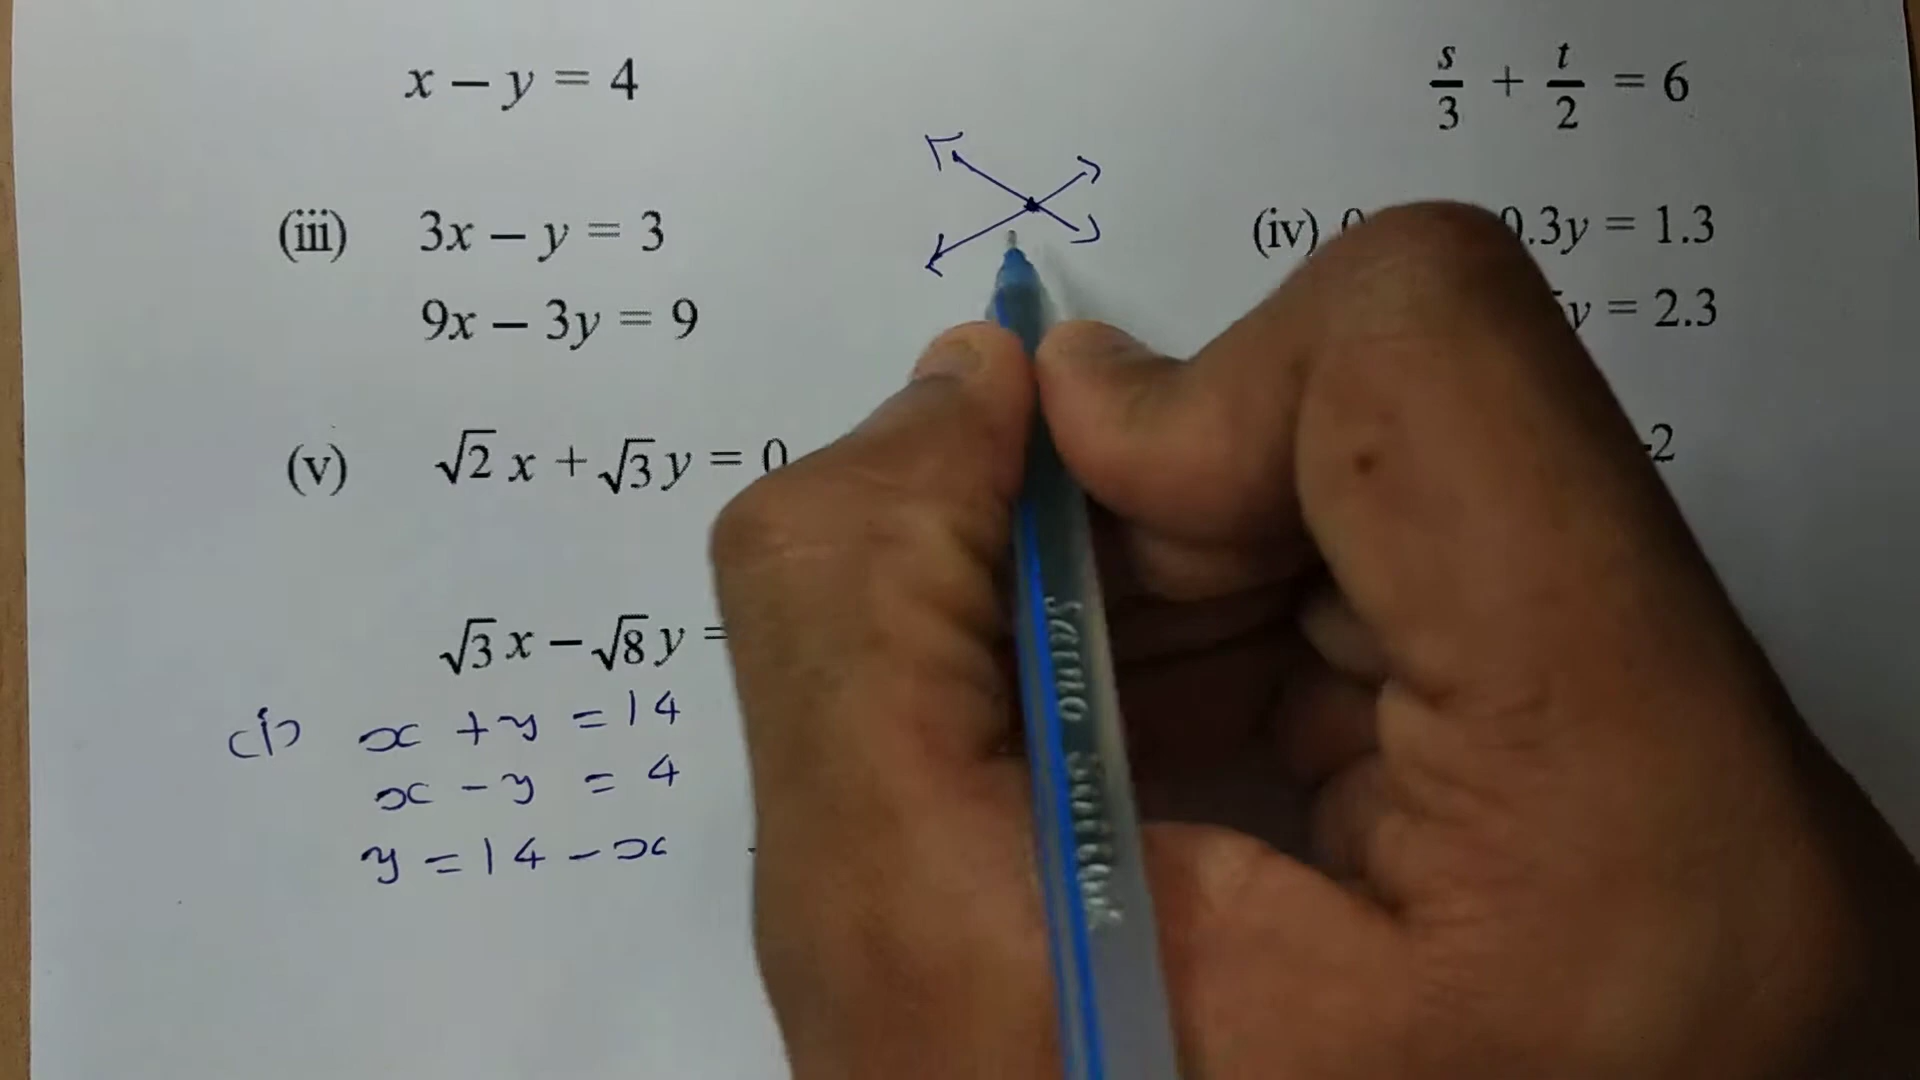 x − y = 4
s/3 + t/2 = 6
(iii) 3x − y = 3
9x − 3y = 9
(iv) 0.3y = 1.3
y = 2.3
(v) √2 x + √3 y = 0
2
√3 x − √8 y =
(i) x + y = 14
x − y = 4
y = 14 − x